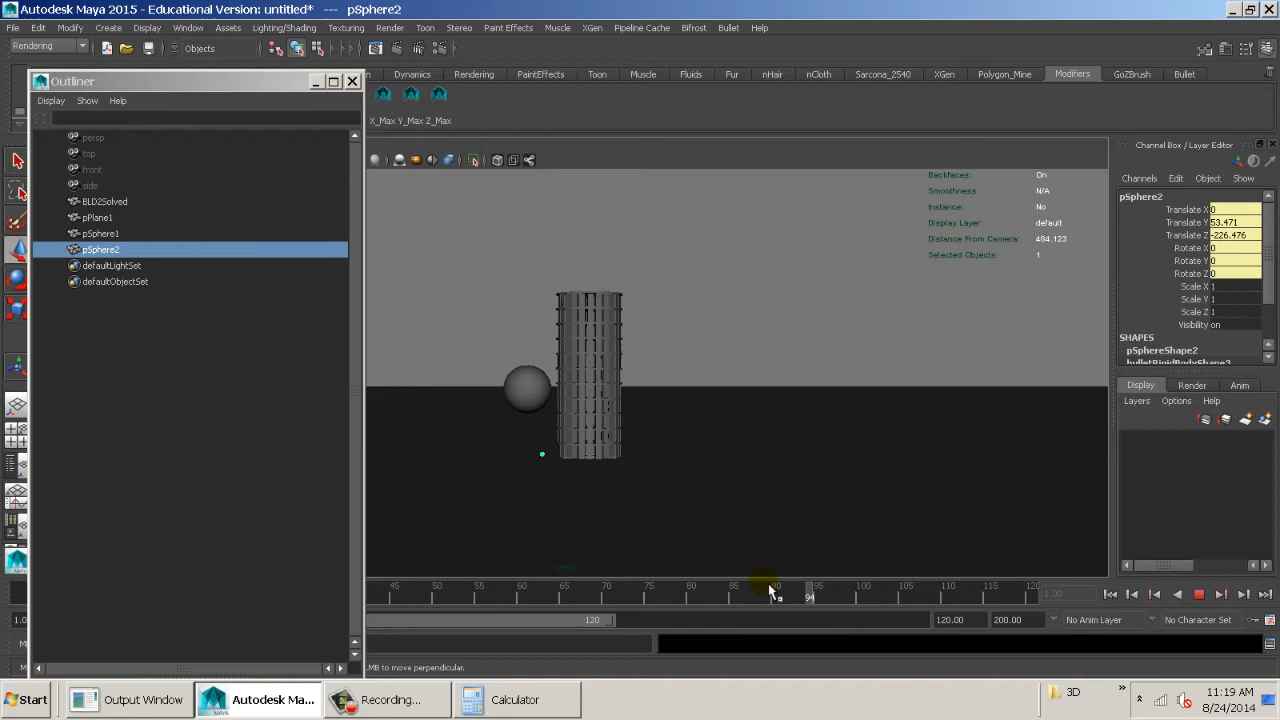 Autodesk Maya 2015 - Educational Version: untitled*   ---   pSphere2
File Edit Modify Create Display Window Assets Lighting/Shading Texturing Render Toon Stereo Paint Effects Muscle XGen Pipeline Cache Bifrost Bullet Help
Rendering Objects
Outliner
Dynamics Rendering PaintEffects Toon Muscle Fluids Fur nHair nCloth Sarcona_2540 XGen Polygon_Mine Modifiers GoZBrush Bullet
Display Show Help
X_Max Y_Max Z_Max
persp
top
front
side
BLD2Solved
pPlane1
pSphere1
pSphere2
defaultLightSet
defaultObjectSet
Backfaces: On
Smoothness: N/A
Instance: No
Display Layer: default
Distance From Camera: 484.123
Selected Objects: 1
Channel Box / Layer Editor
Channels Edit Object Show
pSphere2
Translate X 0
Translate Y 53.471
Translate Z -226.476
Rotate X 0
Rotate Y 0
Rotate Z 0
Scale X 1
Scale Y 1
Scale Z 1
Visibility on
SHAPES
pSphereShape2
bulletRigidBodyShape3
Display Render Anim
Layers Options Help
persp
45 50 55 60 65 70 75 80 85 90 95 100 105 110 115 120
94
1.00
1.0
120
120.00 200.00 No Anim Layer No Character Set
MB to move perpendicular.
Start Output Window Autodesk Ma... Recording... Calculator 3D
11:19 AM
8/24/2014